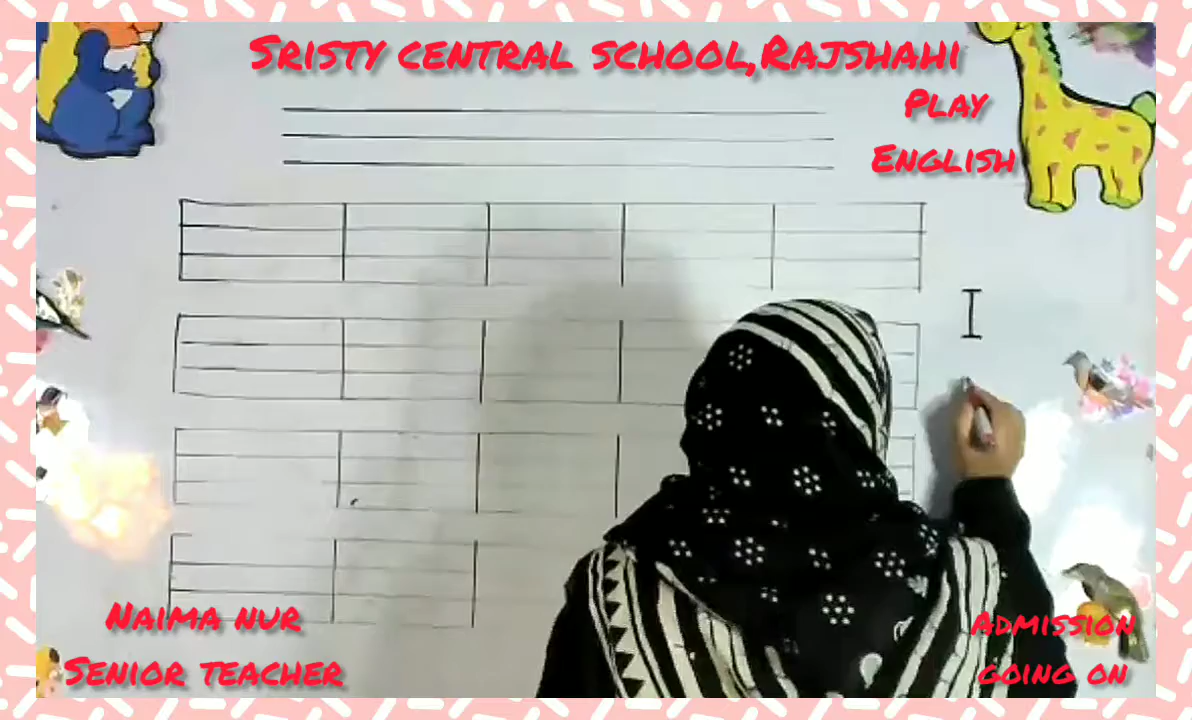 Sristy central school,Rajshahi
Play
English
I
Naima nur
Senior teacher
Admission
going on